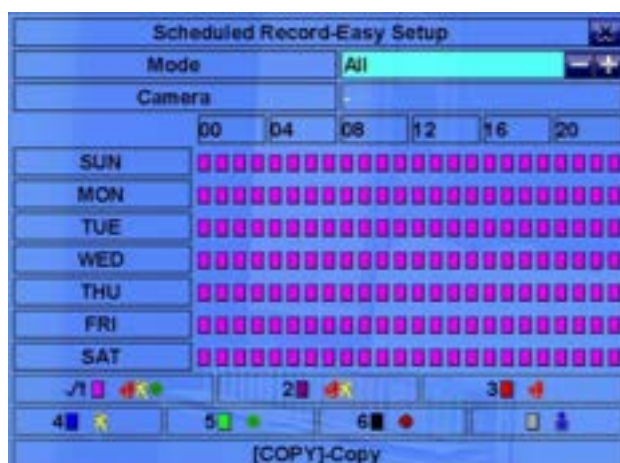 Scheduled Record-Easy Setup
Mode All
Camera -
00 04 08 12 16 20
SUN
MON
TUE
WED
THU
FRI
SAT
√1 2 3
4 5 6
[COPY]-Copy